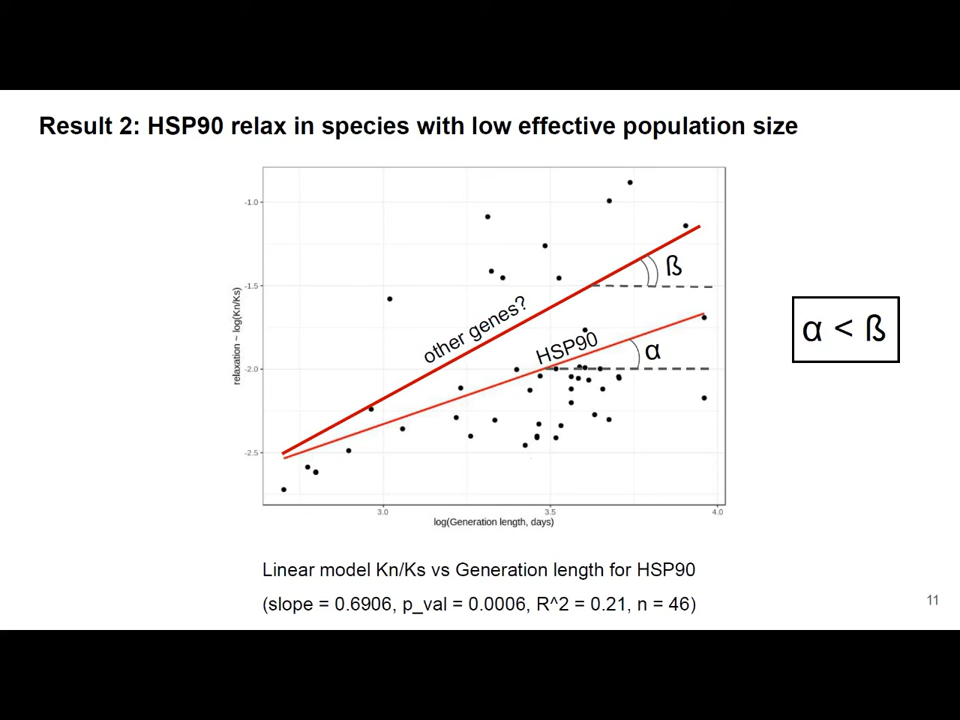 Result 2: HSP90 relax in species with low effective population size
-1.0
-1.5
-2.0
-2.5
relaxation ~ log(Kn/Ks)
other genes?
HSP90
ß
α
α < ß
3.0
3.5
4.0
log(Generation length, days)
Linear model Kn/Ks vs Generation length for HSP90
(slope = 0.6906, p_val = 0.0006, R^2 = 0.21, n = 46)
11